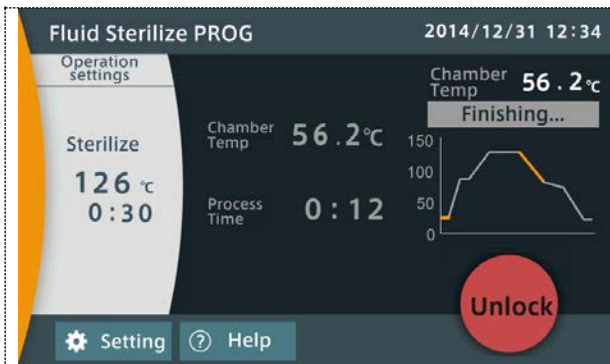 Fluid Sterilize PROG
2014/12/31 12:34
Operation
settings
Sterilize
126 ℃
0:30
Chamber
Temp
56.2℃
Process
Time
0:12
Chamber
Temp
56.2℃
Finishing...
150
100
50
0
Unlock
Setting
? Help